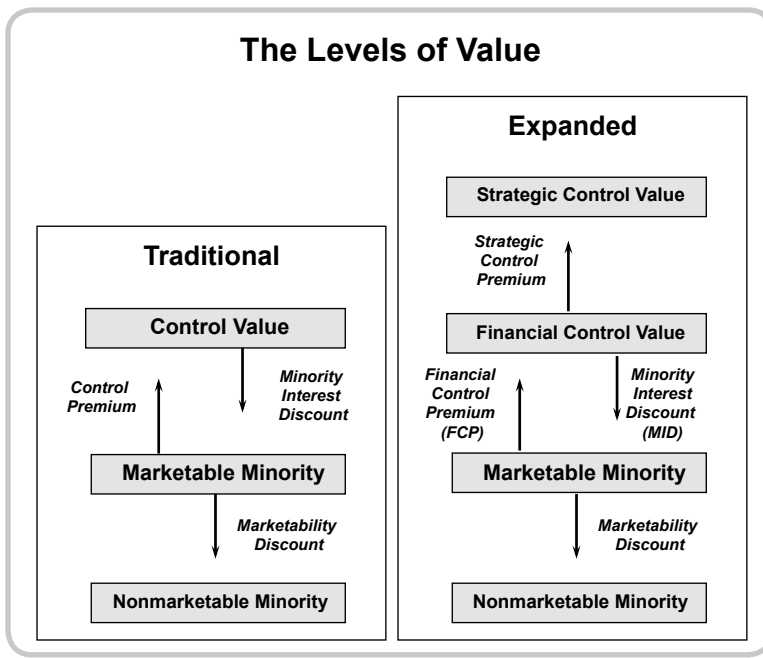 The Levels of Value
Traditional
Control Value
Control
Premium
Minority
Interest
Discount
Marketable Minority
Marketability
Discount
Nonmarketable Minority
Expanded
Strategic Control Value
Strategic
Control
Premium
Financial Control Value
Financial
Control
Premium
(FCP)
Minority
Interest
Discount
(MID)
Marketable Minority
Marketability
Discount
Nonmarketable Minority